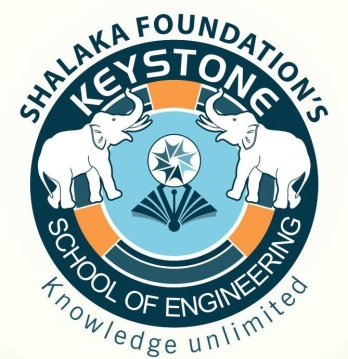 SHALAKA FOUNDATION'S
KEYSTONE
SCHOOL OF ENGINEERING
Knowledge unlimited